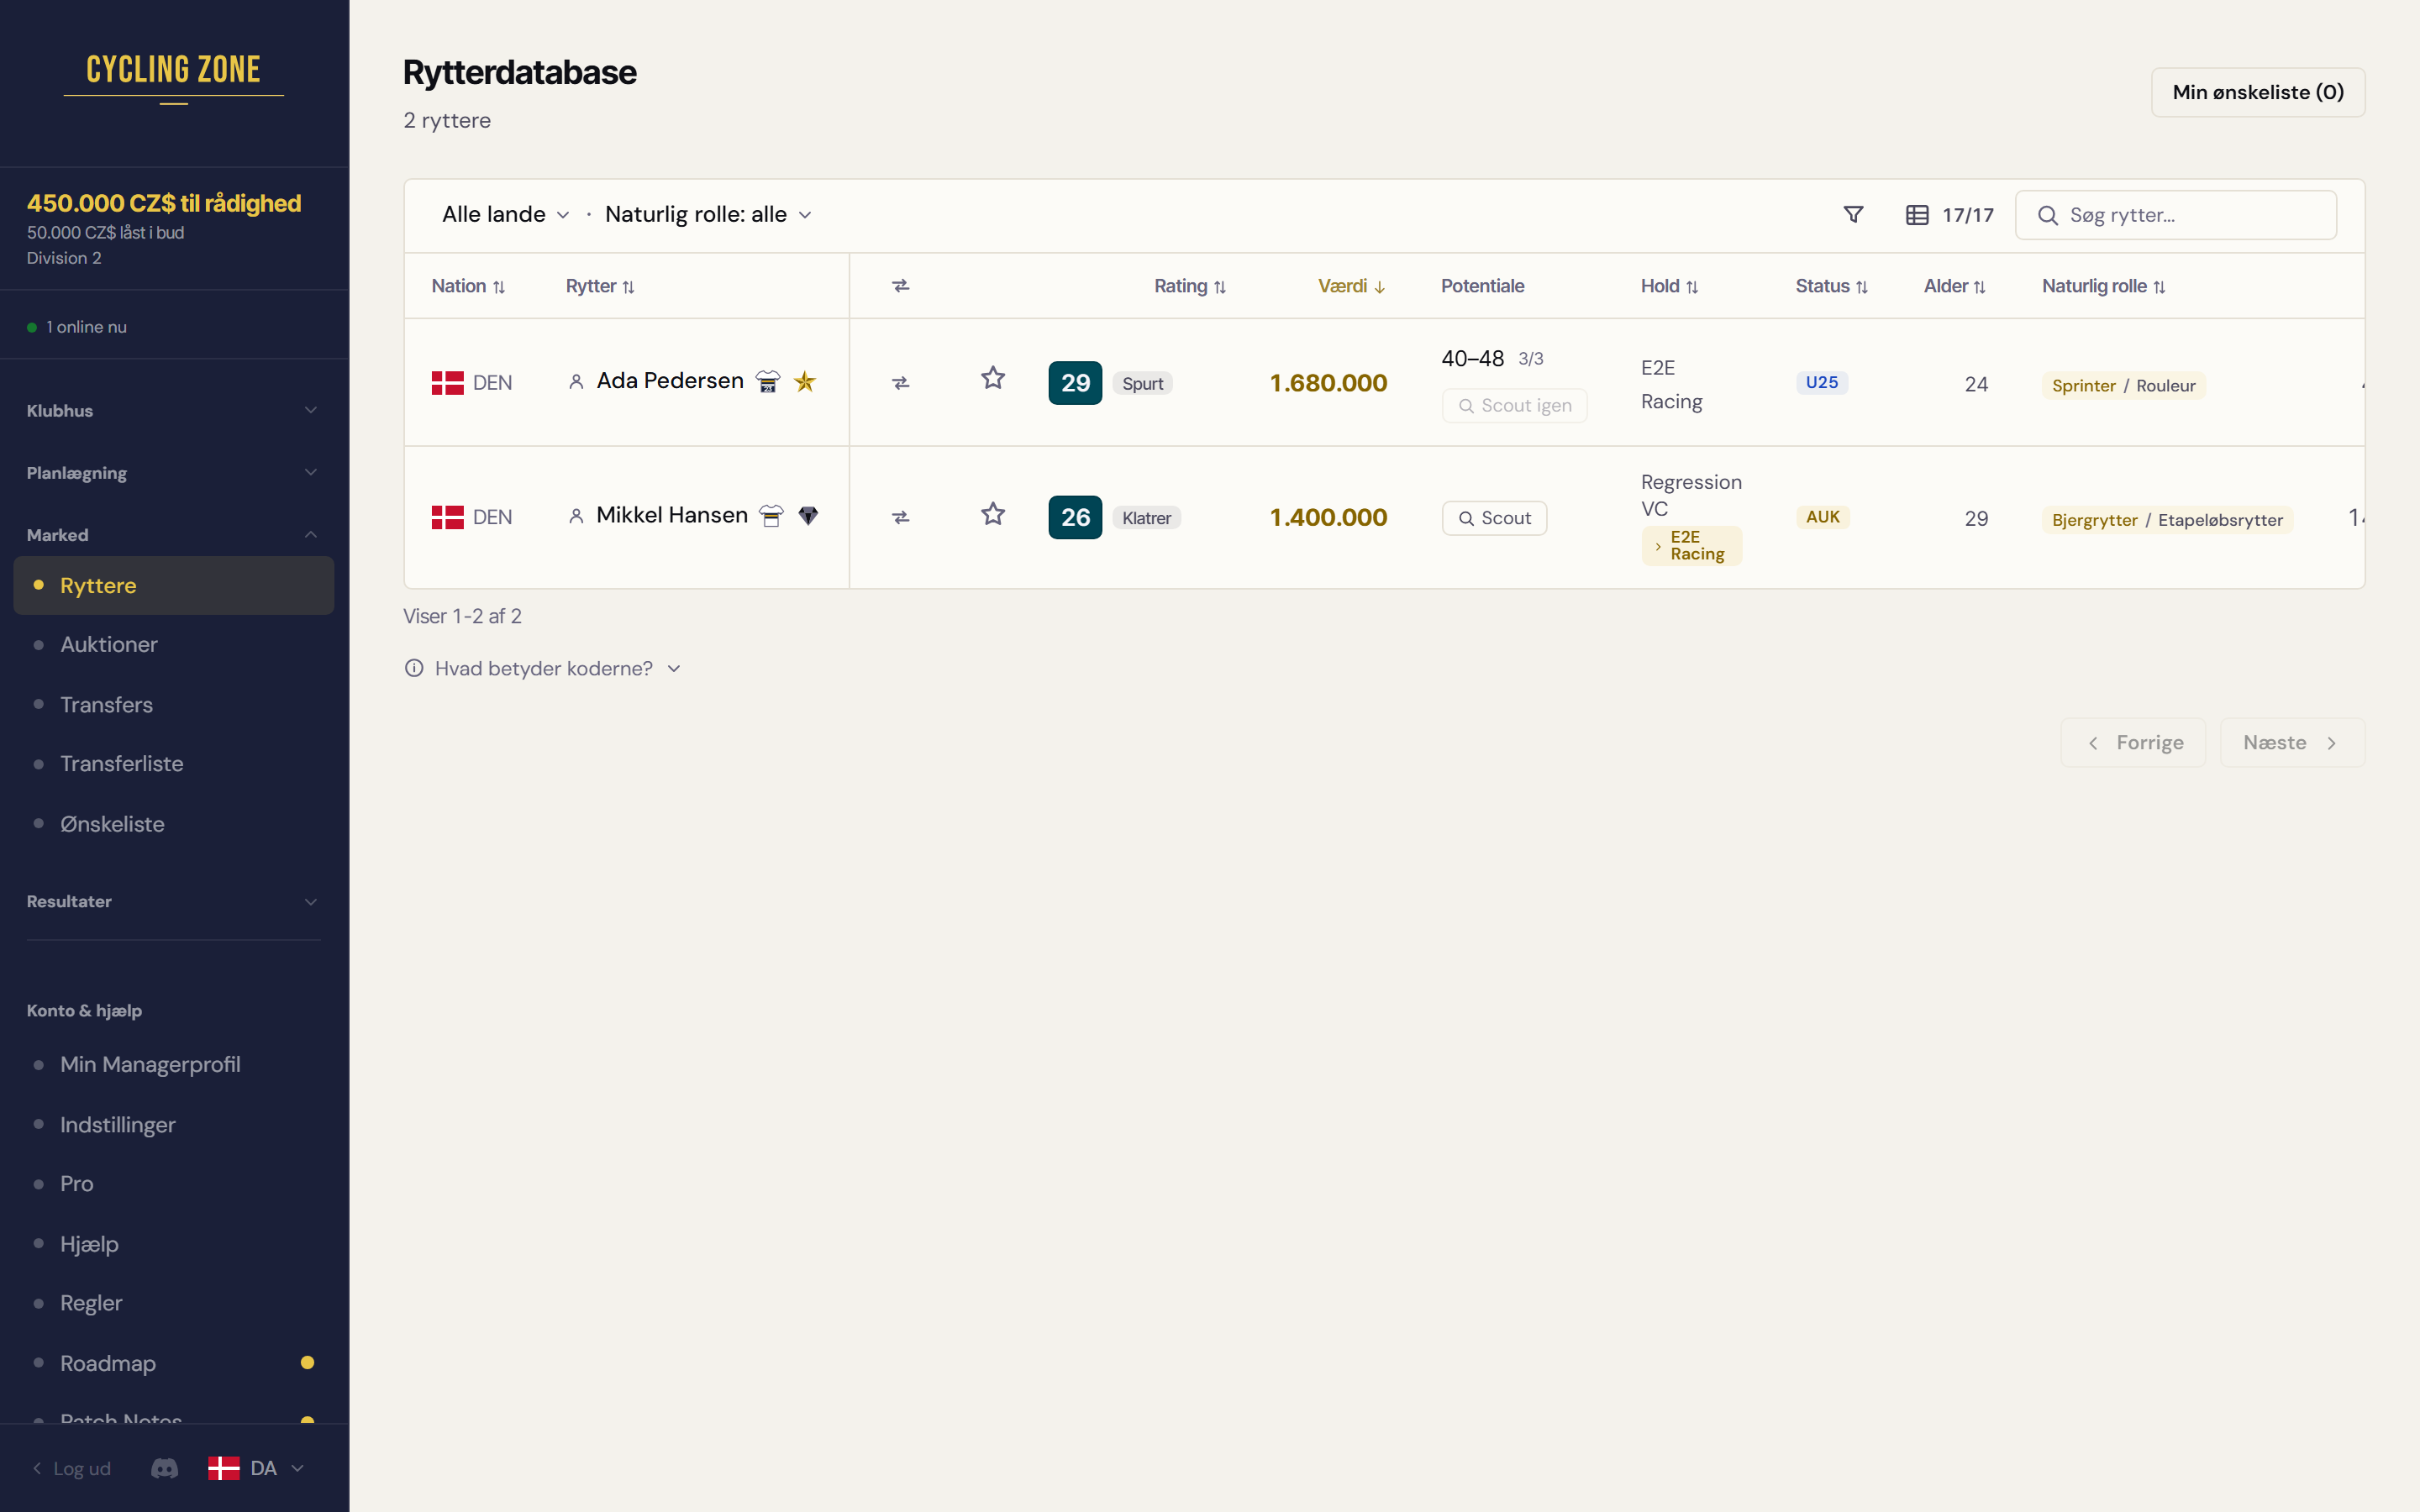 CYCLING ZONE
450.000 CZ$ til rådighed
50.000 CZ$ låst i bud
Division 2
1 online nu
Klubhus
Planlægning
Marked
Ryttere
Auktioner
Transfers
Transferliste
Ønskeliste
Resultater
Konto & hjælp
Min Managerprofil
Indstillinger
Pro
Hjælp
Regler
Roadmap
Patch Notes
Log ud
DA
Rytterdatabase
2 ryttere
Min ønskeliste (0)
Alle lande · Naturlig rolle: alle
17/17
Søg rytter...
Nation Rytter Rating Værdi Potentiale Hold Status Alder Naturlig rolle
DEN Ada Pedersen 29 Spurt 1.680.000 40–48 3/3 Scout igen E2E Racing U25 24 Sprinter / Rouleur
DEN Mikkel Hansen 26 Klatrer 1.400.000 Scout Regression VC E2E Racing AUK 29 Bjergrytter / Etapeløbsrytter
Viser 1-2 af 2
Hvad betyder koderne?
Forrige
Næste